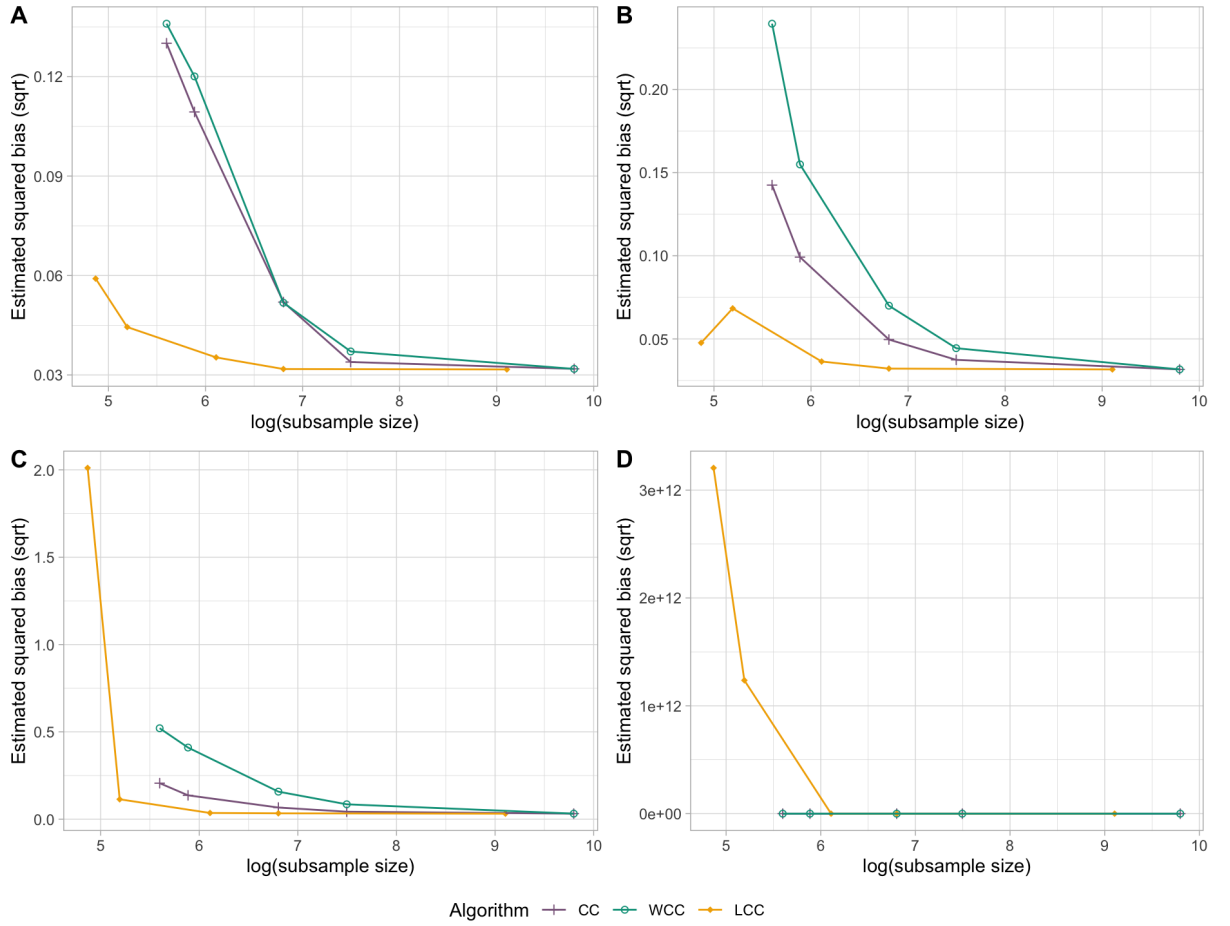 A
Estimated squared bias (sqrt)
0.12
0.09
0.06
0.03
5 6 7 8 9 10
log(subsample size)
B
Estimated squared bias (sqrt)
0.20
0.15
0.10
0.05
5 6 7 8 9 10
log(subsample size)
C
Estimated squared bias (sqrt)
2.0
1.5
1.0
0.5
0.0
5 6 7 8 9 10
log(subsample size)
D
Estimated squared bias (sqrt)
3e+12
2e+12
1e+12
0e+00
5 6 7 8 9 10
log(subsample size)
Algorithm CC WCC LCC